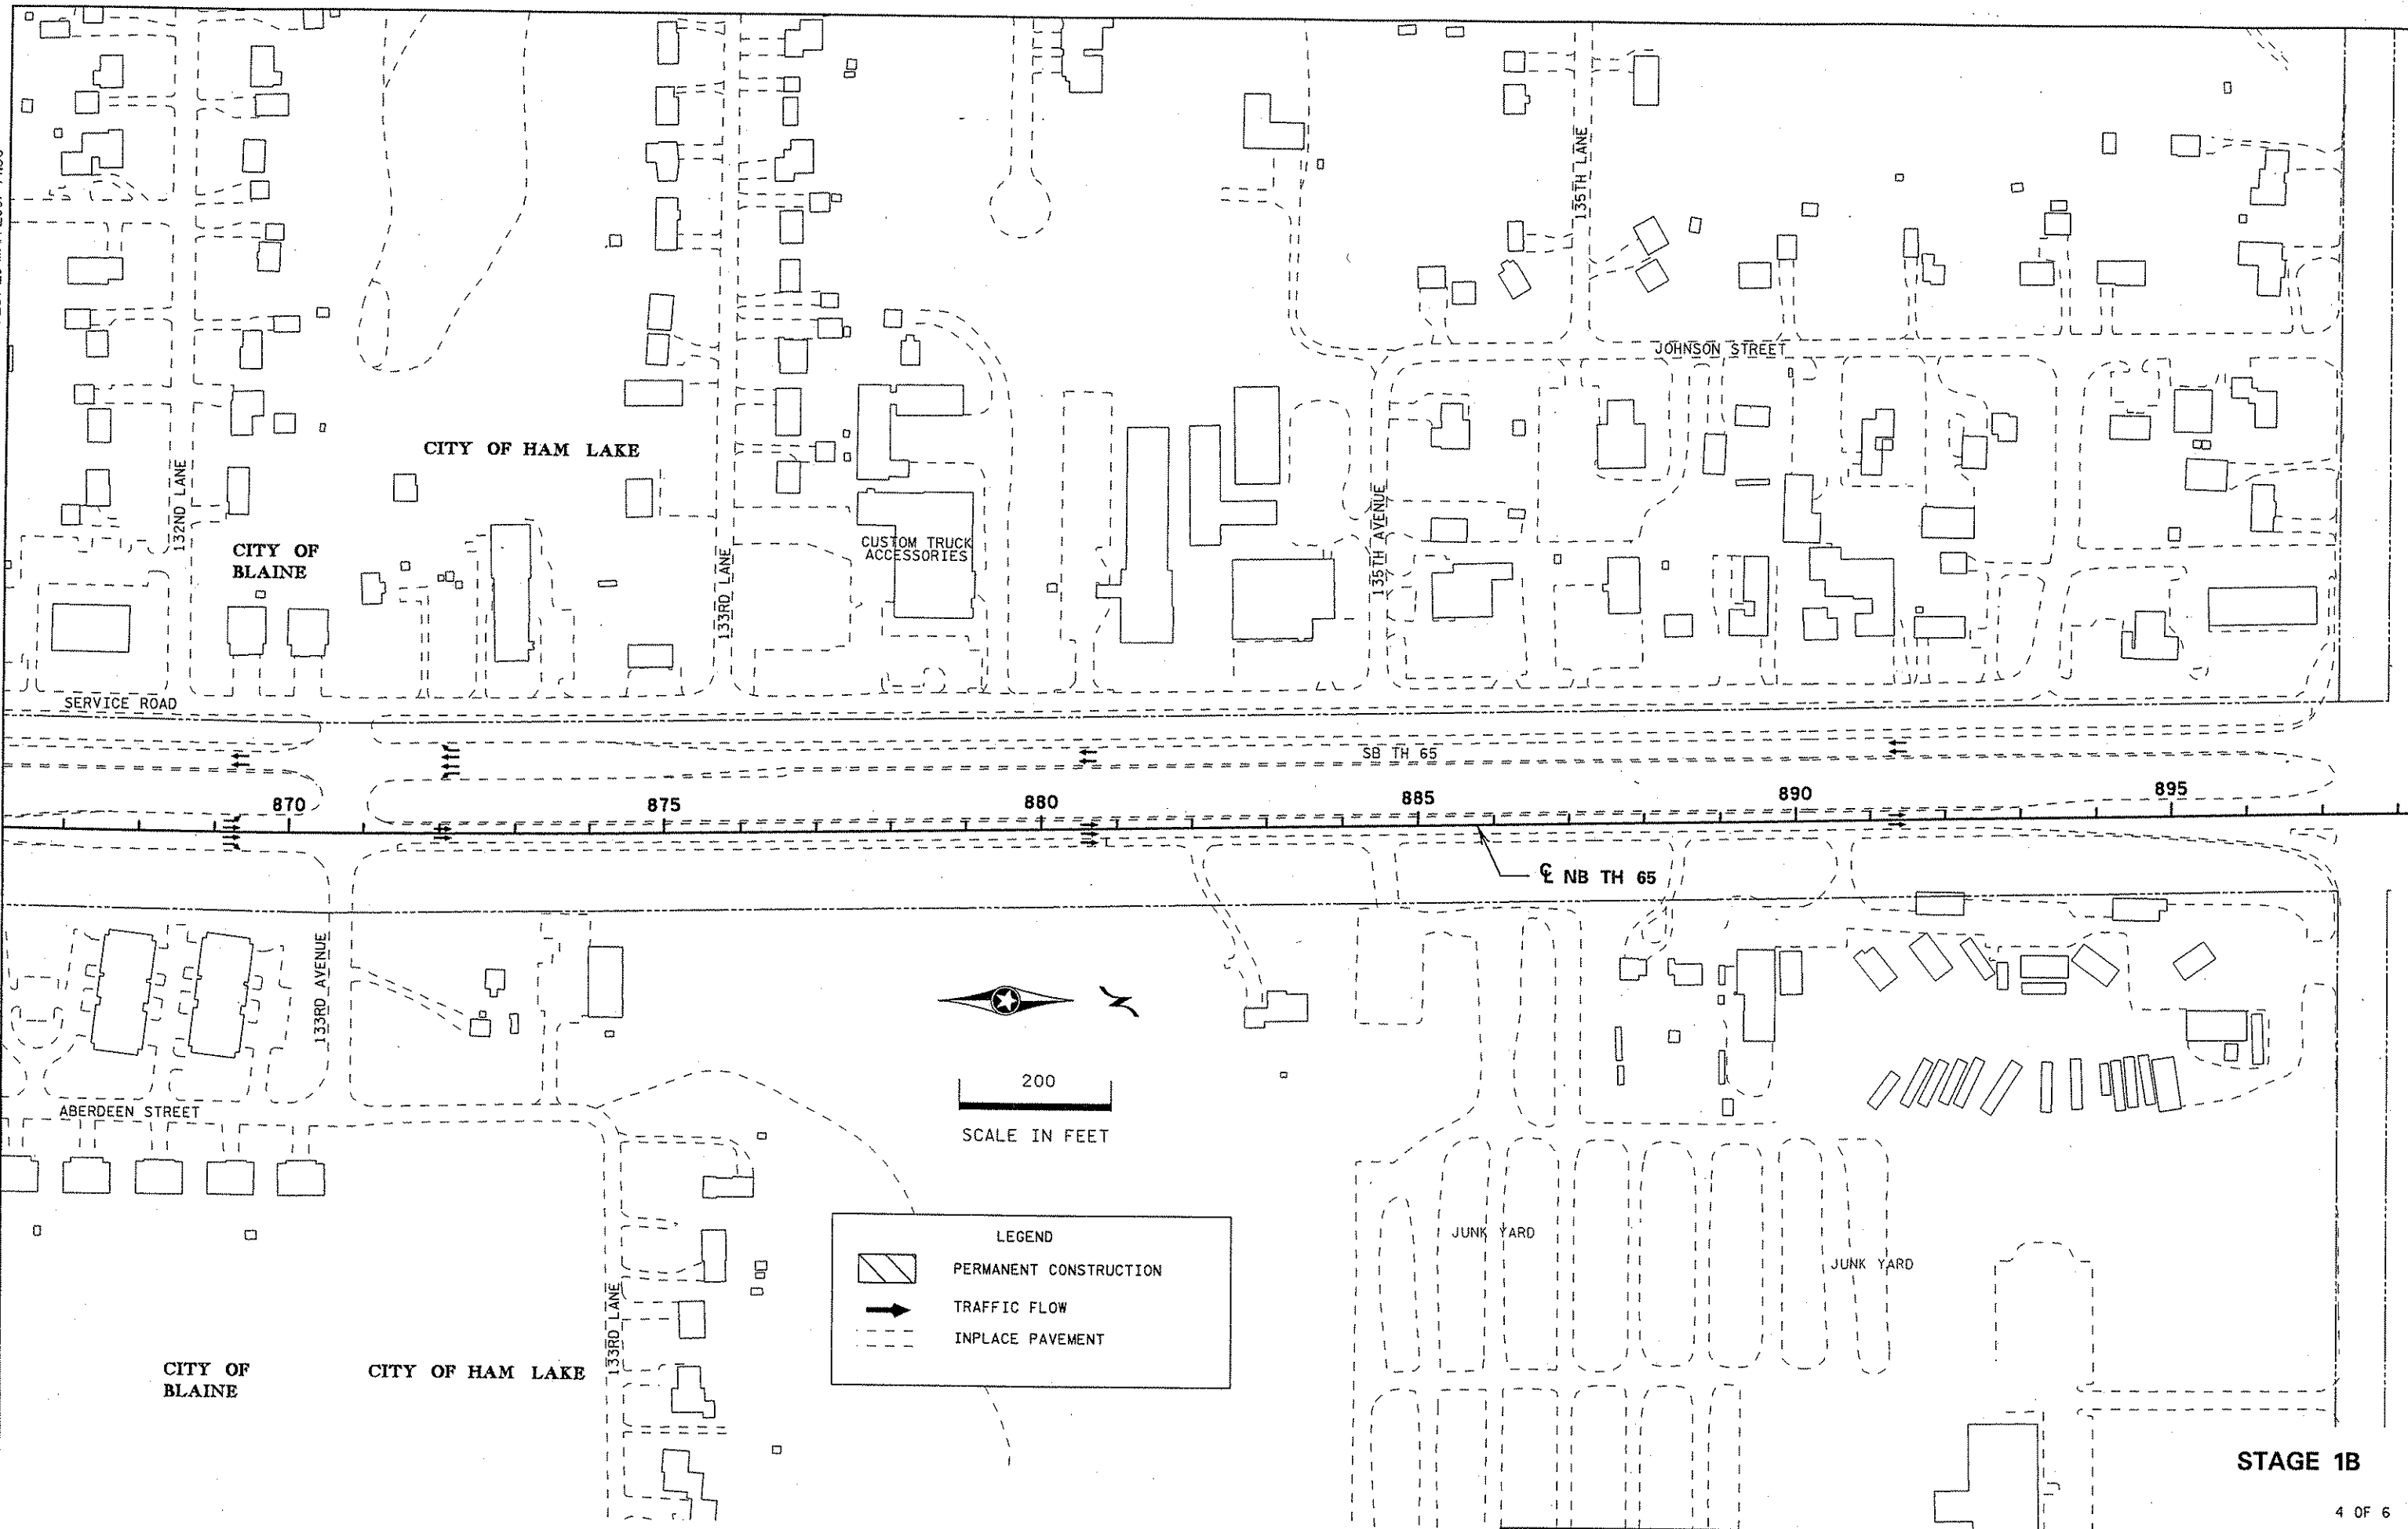 135TH LANE
JOHNSON STREET
CITY OF HAM LAKE
132ND LANE
CITY OF
BLAINE
133RD LANE
CUSTOM TRUCK
ACCESSORIES
135TH AVENUE
SERVICE ROAD
SB TH 65
870
875
880
885
890
895
℄ NB TH 65
133RD AVENUE
N
200
SCALE IN FEET
ABERDEEN STREET
LEGEND
PERMANENT CONSTRUCTION
TRAFFIC FLOW
INPLACE PAVEMENT
JUNK YARD
JUNK YARD
133RD LANE
CITY OF
BLAINE
CITY OF HAM LAKE
STAGE 1B
4 OF 6